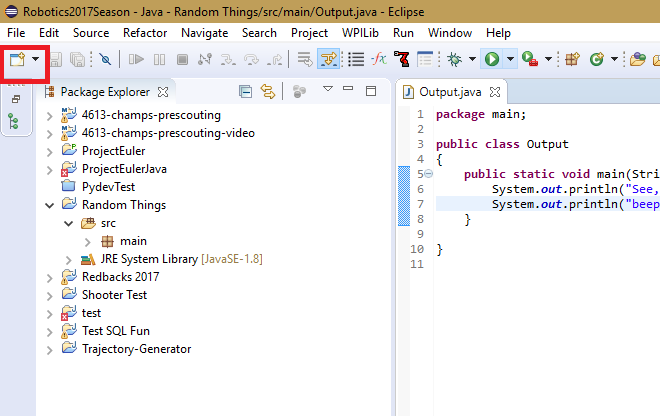 Robotics2017Season - Java - Random Things/src/main/Output.java - Eclipse
File Edit Source Refactor Navigate Search Project WPILib Run Window Help
Package Explorer
4613-champs-prescouting
4613-champs-prescouting-video
ProjectEuler
ProjectEulerJava
PydevTest
Random Things
src
main
JRE System Library [JavaSE-1.8]
Redbacks 2017
Shooter Test
test
Test SQL Fun
Trajectory-Generator
Output.java
1 package main;
2
3 public class Output
4 {
5 public static void main(Stri
6 System.out.println("See,
7 System.out.println("beep
8 }
9
10 }
11